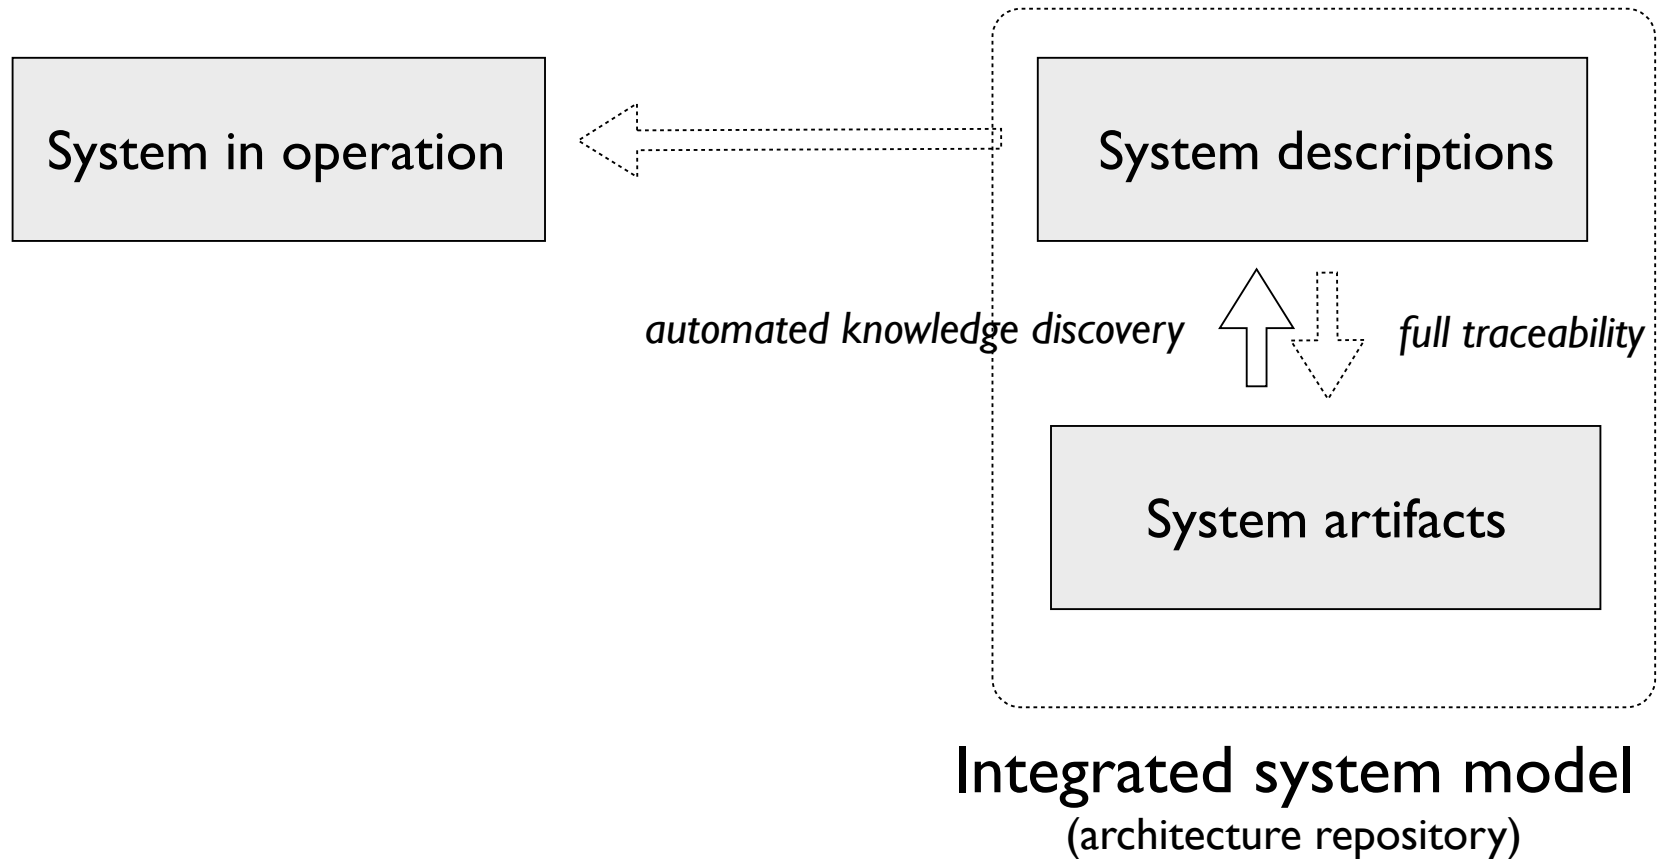 System in operation
System descriptions
automated knowledge discovery
full traceability
System artifacts
Integrated system model
(architecture repository)